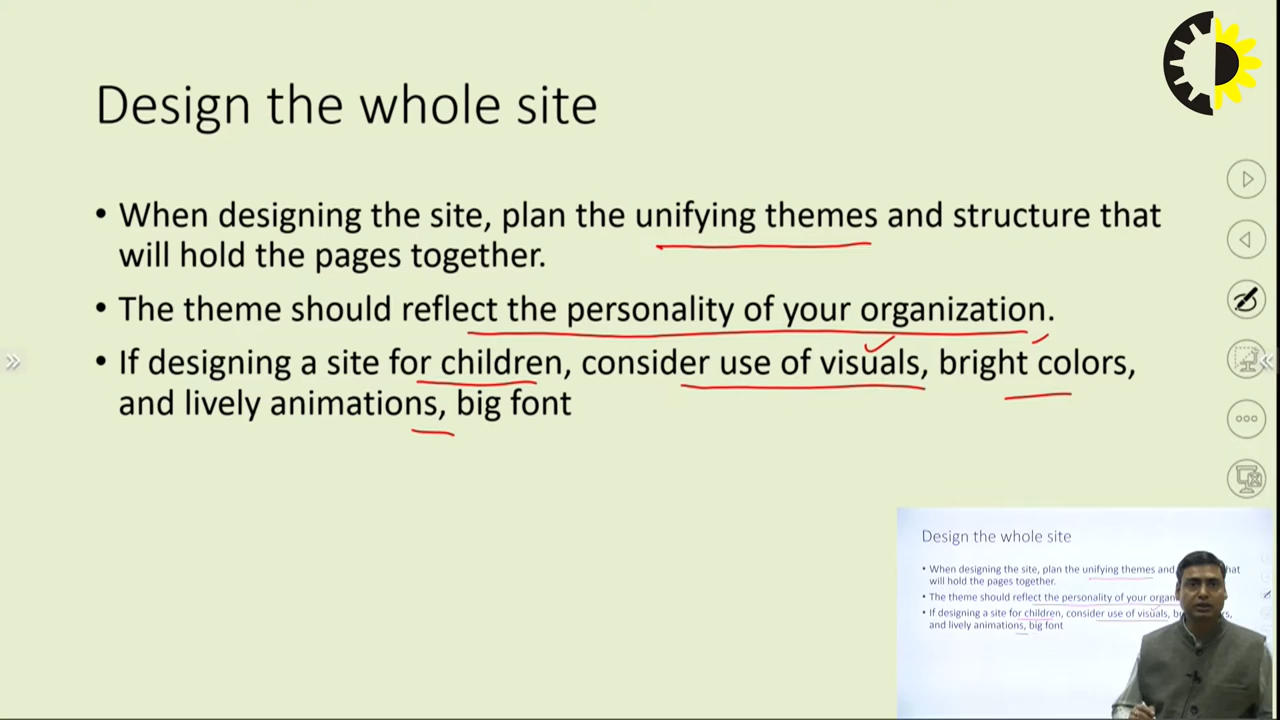 Design the whole site
• When designing the site, plan the unifying themes and structure that
will hold the pages together.
• The theme should reflect the personality of your organization.
• If designing a site for children, consider use of visuals, bright colors,
and lively animations, big font
Design the whole site
• When designing the site, plan the unifying themes and that
will hold the pages together.
• The theme should reflect the personality of your
• If designing a site for children, consider use of visuals,
and lively animations, big font